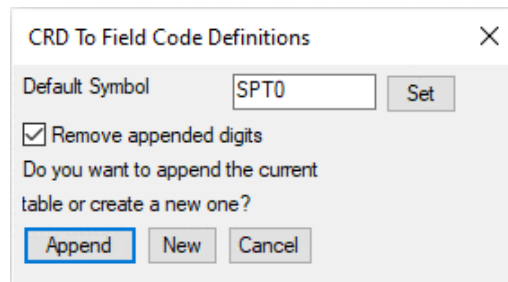 CRD To Field Code Definitions
Default Symbol SPT0 Set
Remove appended digits
Do you want to append the current
table or create a new one?
Append New Cancel